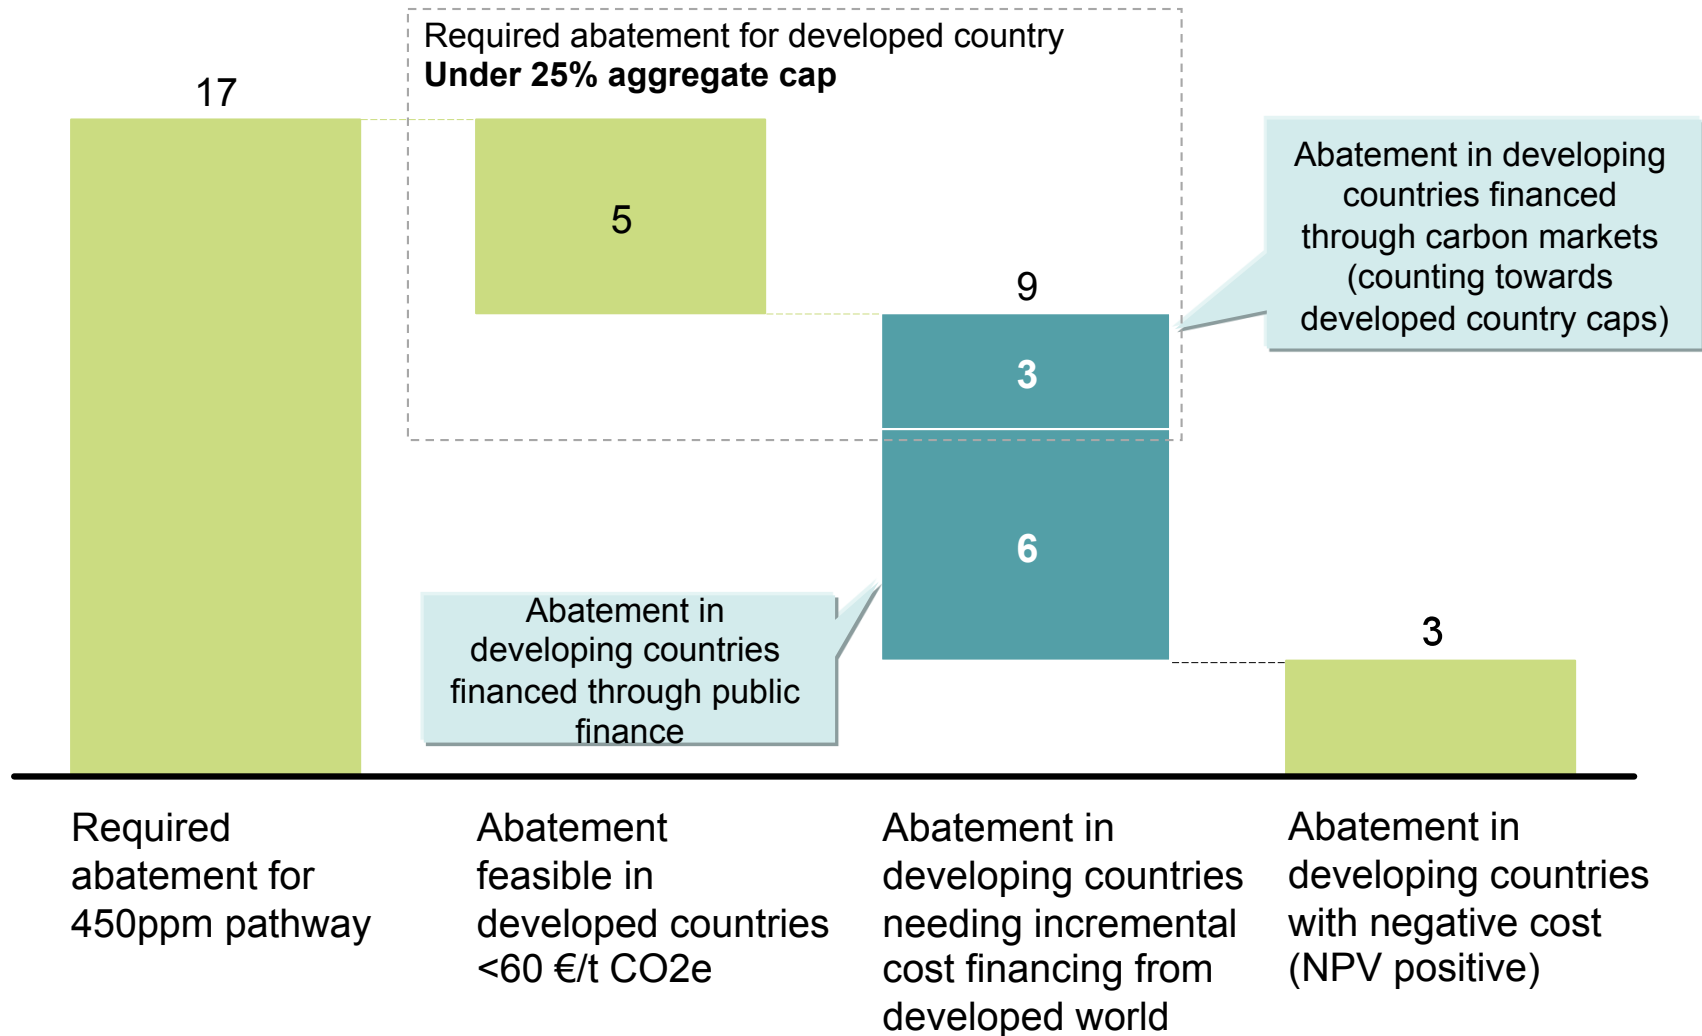 Required abatement for developed country
Under 25% aggregate cap
17
5
9
3
6
3
Abatement in developing
countries financed
through carbon markets
(counting towards
developed country caps)
Abatement in
developing countries
financed through public
finance
Required
abatement for
450ppm pathway
Abatement
feasible in
developed countries
<60 €/t CO2e
Abatement in
developing countries
needing incremental
cost financing from
developed world
Abatement in
developing countries
with negative cost
(NPV positive)